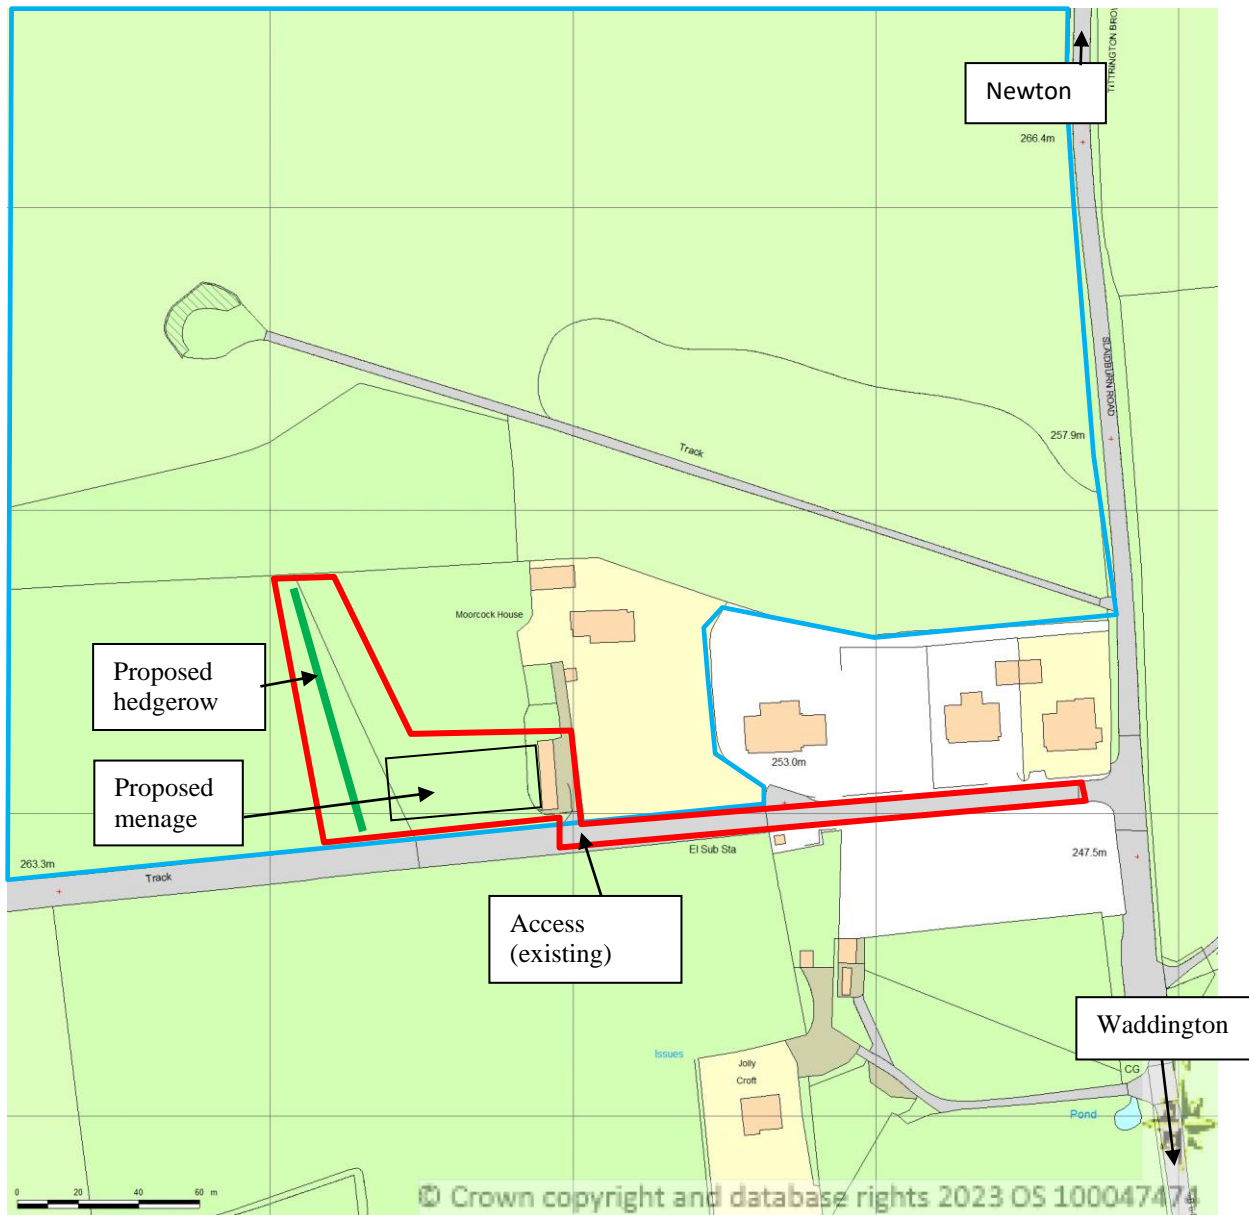 TITTRINGTON BROW
Newton
266.4m
SLAIDBURN ROAD
257.9m
Track
Moorcock House
Proposed
hedgerow
Proposed
menage
253.0m
El Sub Sta
247.5m
263.3m
Track
Access
(existing)
Waddington
Issues
Jolly
Croft
CG
Pond
0 20 40 60 m
© Crown copyright and database rights 2023 OS 100047474